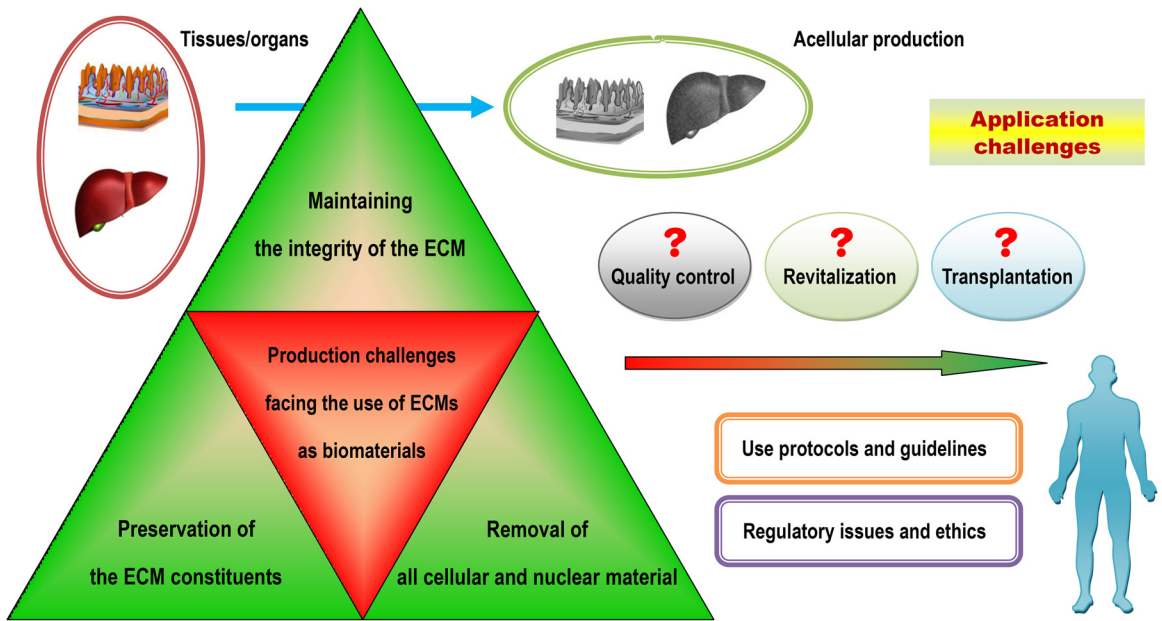 Tissues/organs
Acellular production
Application
challenges
Maintaining
the integrity of the ECM
?
Quality control
?
Revitalization
?
Transplantation
Production challenges
facing the use of ECMs
as biomaterials
Use protocols and guidelines
Preservation of
the ECM constituents
Removal of
all cellular and nuclear material
Regulatory issues and ethics